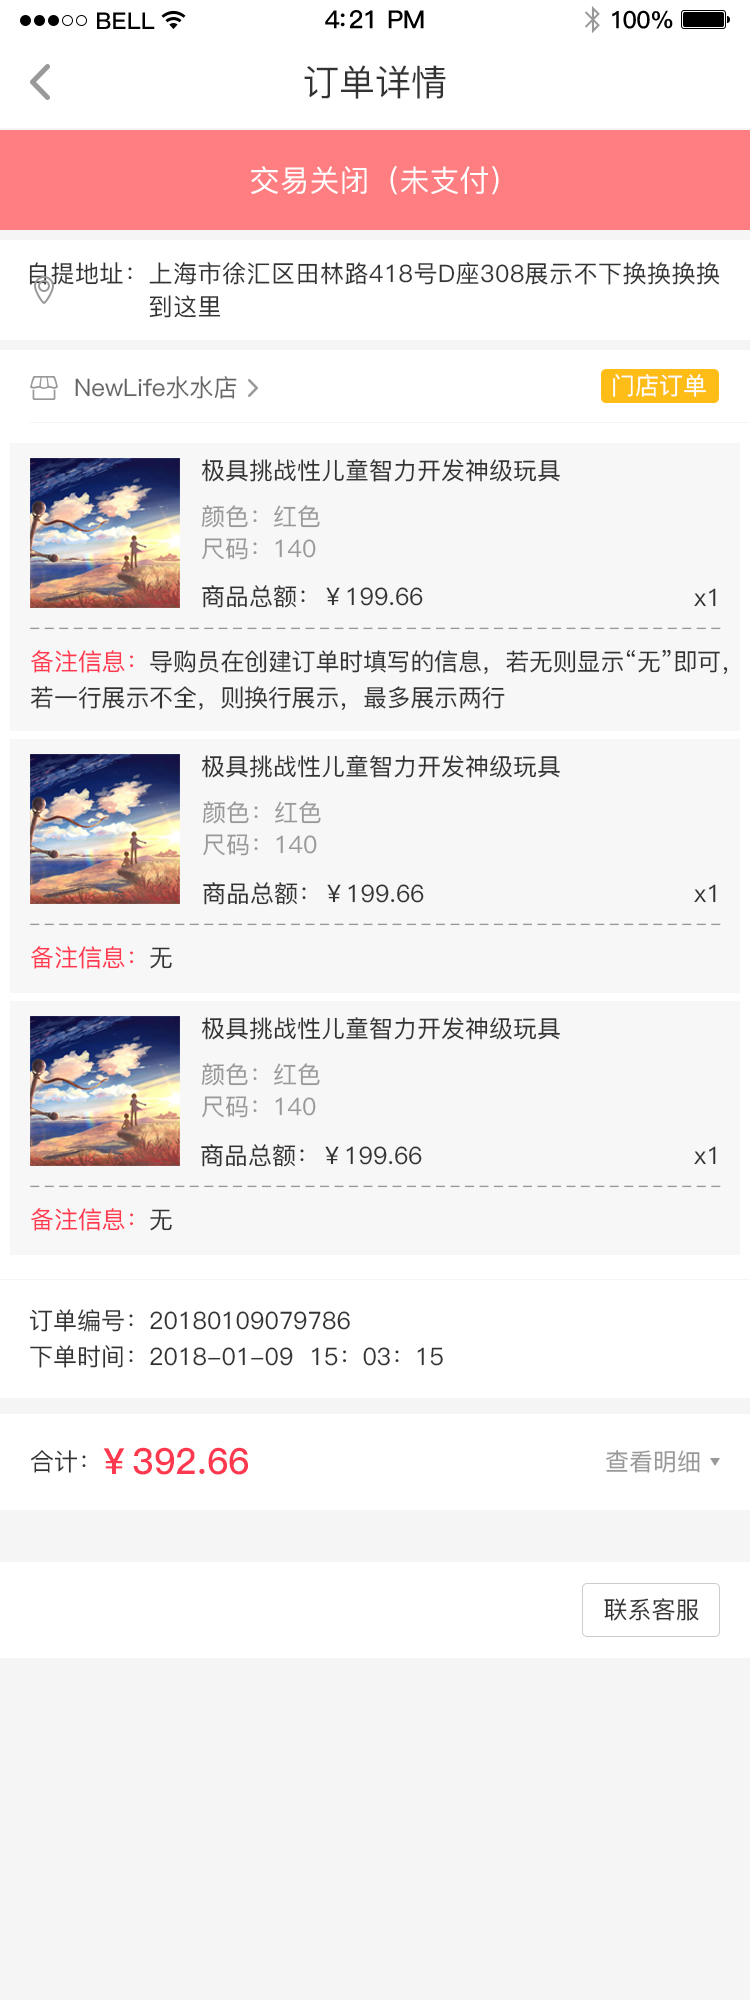 BELL 4:21 PM 100%
订单详情
交易关闭（未支付）
自提地址：上海市徐汇区田林路418号D座308展示不下换换换换
到这里
NewLife水水店 门店订单
极具挑战性儿童智力开发神级玩具
颜色：红色
尺码：140
商品总额：￥199.66 x1
备注信息：导购员在创建订单时填写的信息，若无则显示“无”即可，
若一行展示不全，则换行展示，最多展示两行
极具挑战性儿童智力开发神级玩具
颜色：红色
尺码：140
商品总额：￥199.66 x1
备注信息：无
极具挑战性儿童智力开发神级玩具
颜色：红色
尺码：140
商品总额：￥199.66 x1
备注信息：无
订单编号：20180109079786
下单时间：2018-01-09 15：03：15
合计：￥392.66 查看明细
联系客服